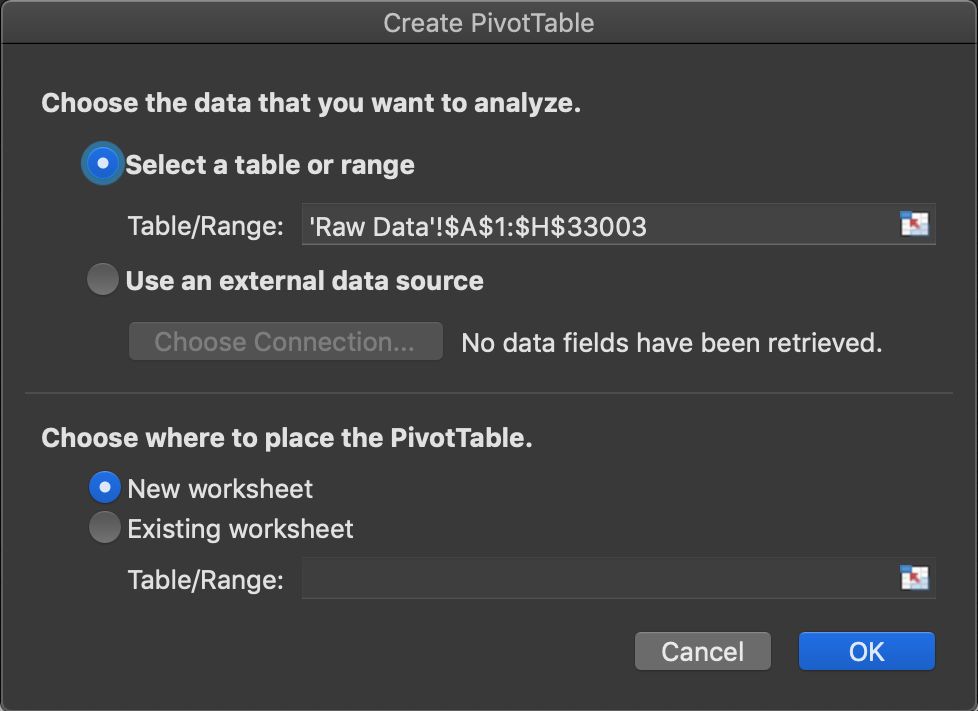 Create PivotTable
Choose the data that you want to analyze.
Select a table or range
Table/Range: 'Raw Data'!$A$1:$H$33003
Use an external data source
Choose Connection... No data fields have been retrieved.
Choose where to place the PivotTable.
New worksheet
Existing worksheet
Table/Range:
Cancel OK